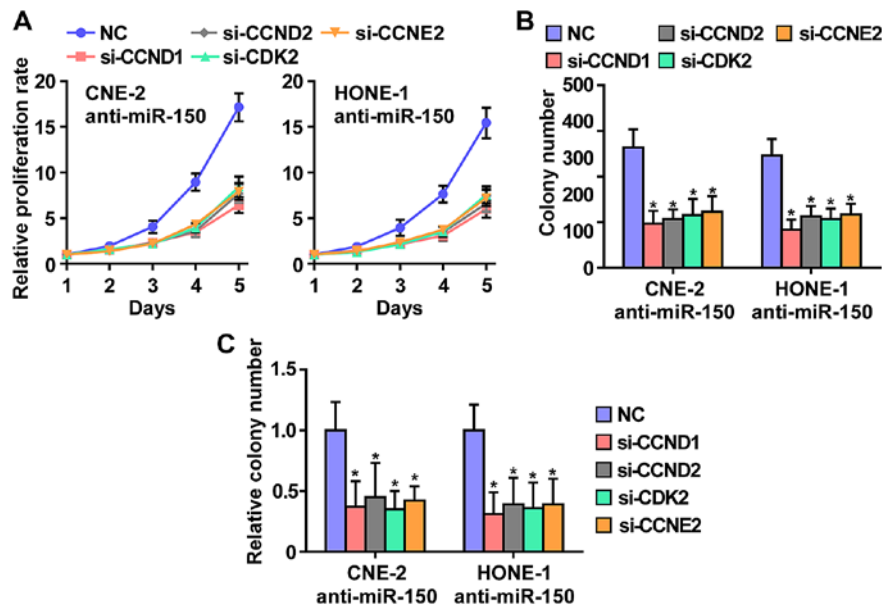 A
NC
si-CCND2
si-CCNE2
si-CCND1
si-CDK2
Relative proliferation rate
20
15
10
5
0
CNE-2
anti-miR-150
1 2 3 4 5
Days
20
15
10
5
0
HONE-1
anti-miR-150
1 2 3 4 5
Days
B
NC
si-CCND2
si-CCNE2
si-CCND1
si-CDK2
Colony number
500
400
300
200
100
0
* * * *
* * * *
CNE-2
anti-miR-150
HONE-1
anti-miR-150
C
Relative colony number
1.5
1.0
0.5
0
* * * *
* * * *
CNE-2
anti-miR-150
HONE-1
anti-miR-150
NC
si-CCND1
si-CCND2
si-CDK2
si-CCNE2